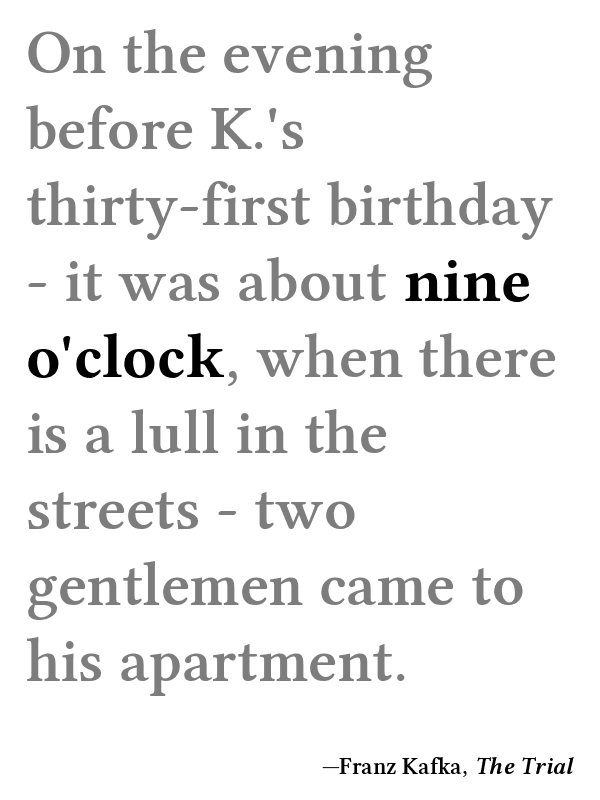 On the evening
before K.'s
thirty-first birthday
- it was about nine
o'clock, when there
is a lull in the
streets - two
gentlemen came to
his apartment.
—Franz Kafka, The Trial